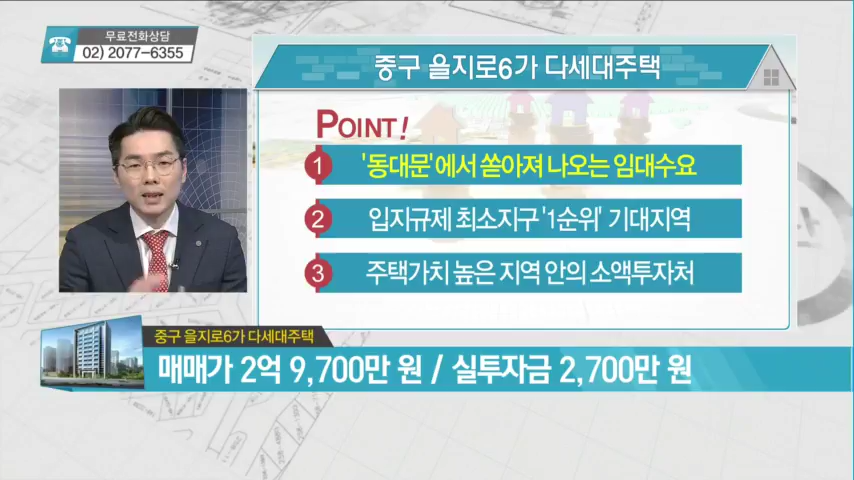 무료전화상담
02) 2077-6355
중구 을지로6가 다세대주택
POINT!
1 '동대문'에서 쏟아져 나오는 임대수요
2 입지규제 최소지구 '1순위' 기대지역
3 주택가치 높은 지역 안의 소액투자처
중구 을지로6가 다세대주택
매매가 2억 9,700만 원 / 실투자금 2,700만 원